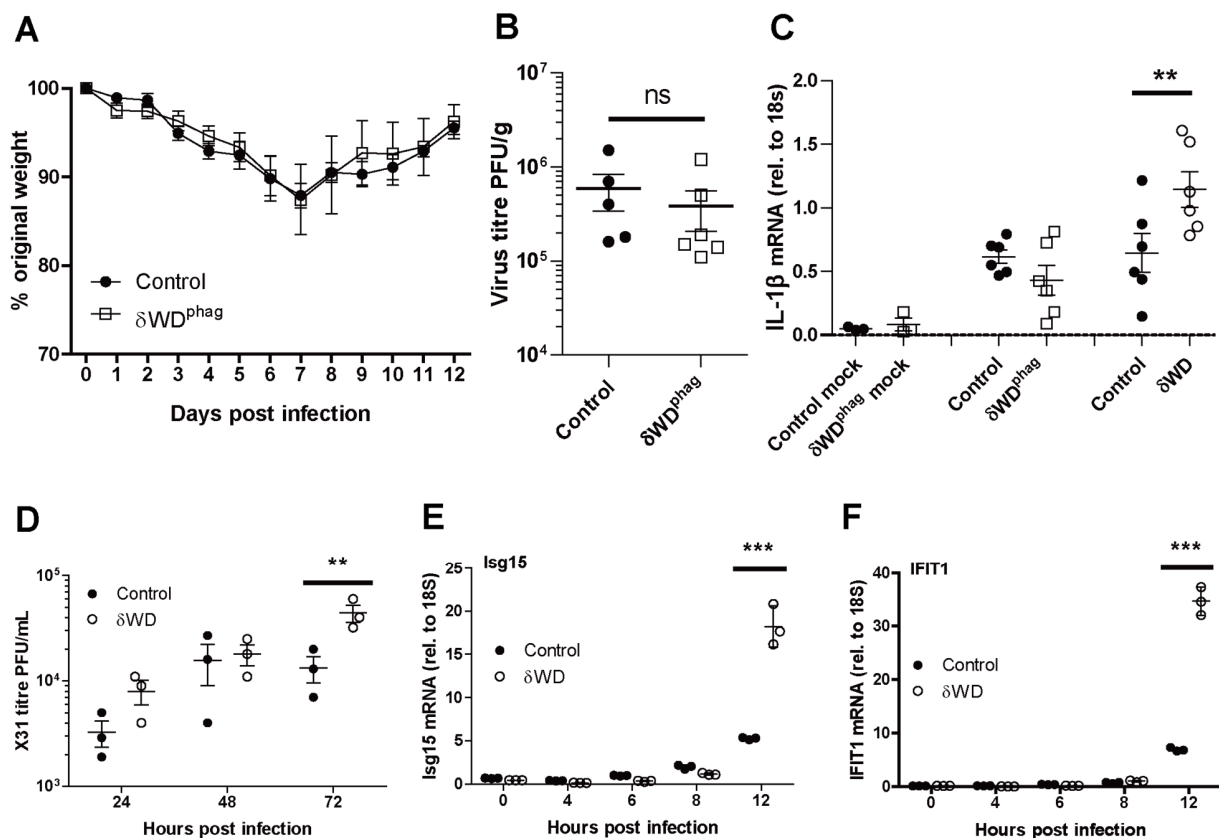 A
% original weight
100
90
80
70
Control
δWDphag
0 1 2 3 4 5 6 7 8 9 10 11 12
Days post infection
B
Virus titre PFU/g
10⁷
10⁶
10⁵
10⁴
ns
Control
δWDphag
C
IL-1β mRNA (rel. to 18s)
2.0
1.5
1.0
0.5
0.0
**
Control mock
δWDphag mock
Control
δWDphag
Control
δWD
D
X31 titre PFU/mL
10⁵
10⁴
10³
Control
δWD
**
24 48 72
Hours post infection
E
Isg15 mRNA (rel. to 18S)
25
20
15
10
5
0
Isg15
Control
δWD
***
0 4 6 8 12
Hours post infection
F
IFIT1 mRNA (rel. to 18S)
40
30
20
10
0
IFIT1
Control
δWD
***
0 4 6 8 12
Hours post infection